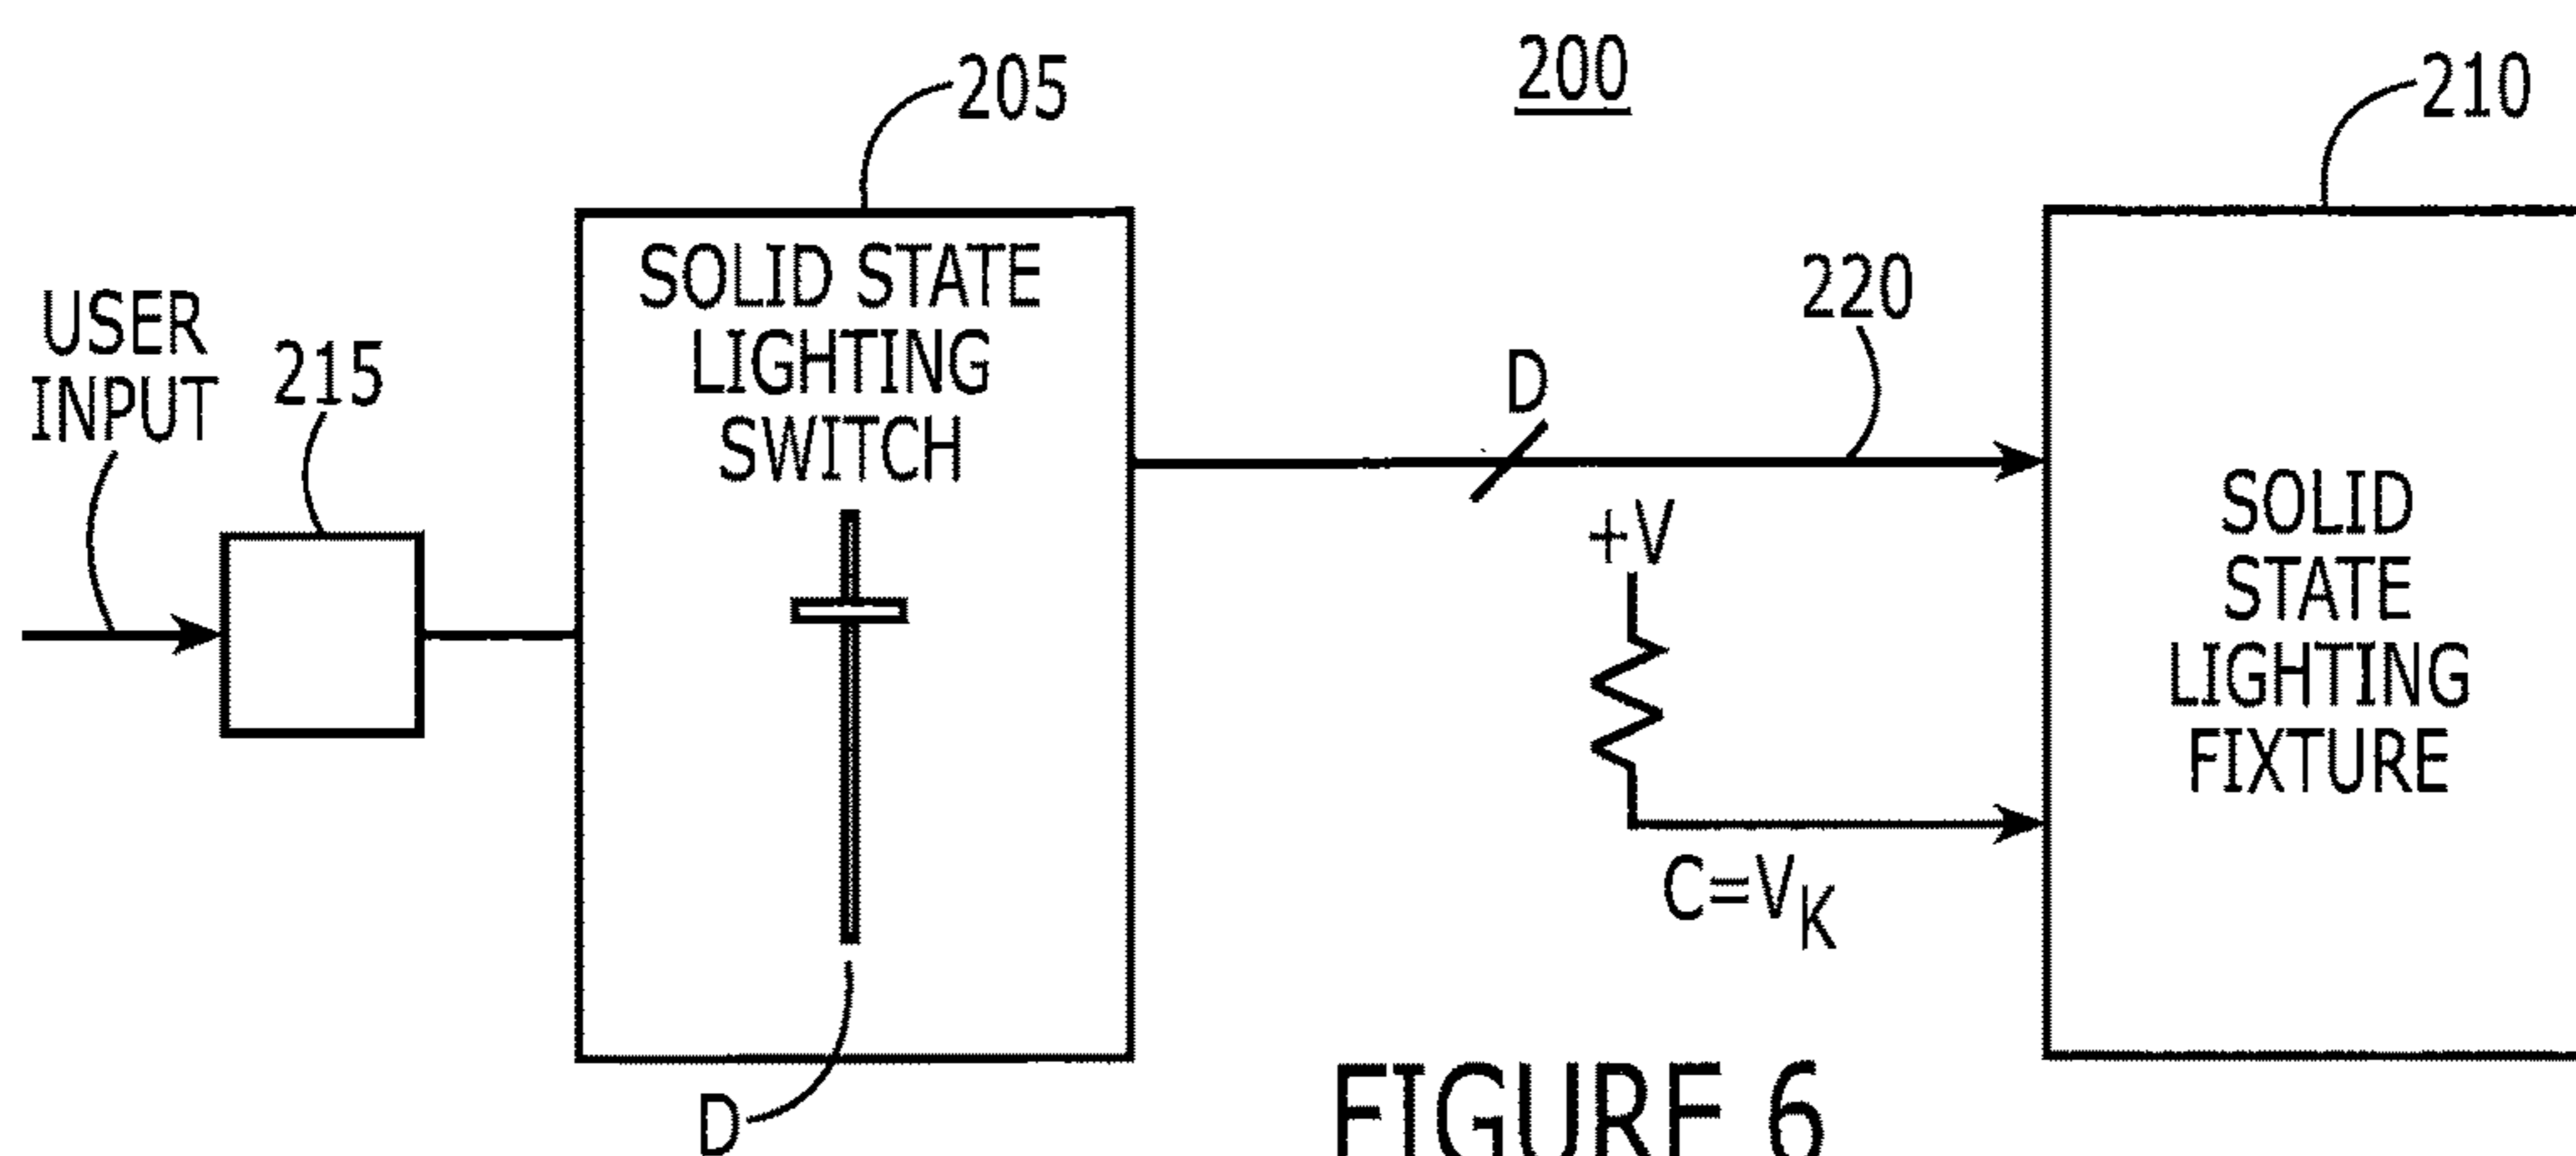 200
205
210
USER
INPUT
215
SOLID STATE
LIGHTING
SWITCH
D
220
+V
C=VK
SOLID
STATE
LIGHTING
FIXTURE
D
FIGURE 6